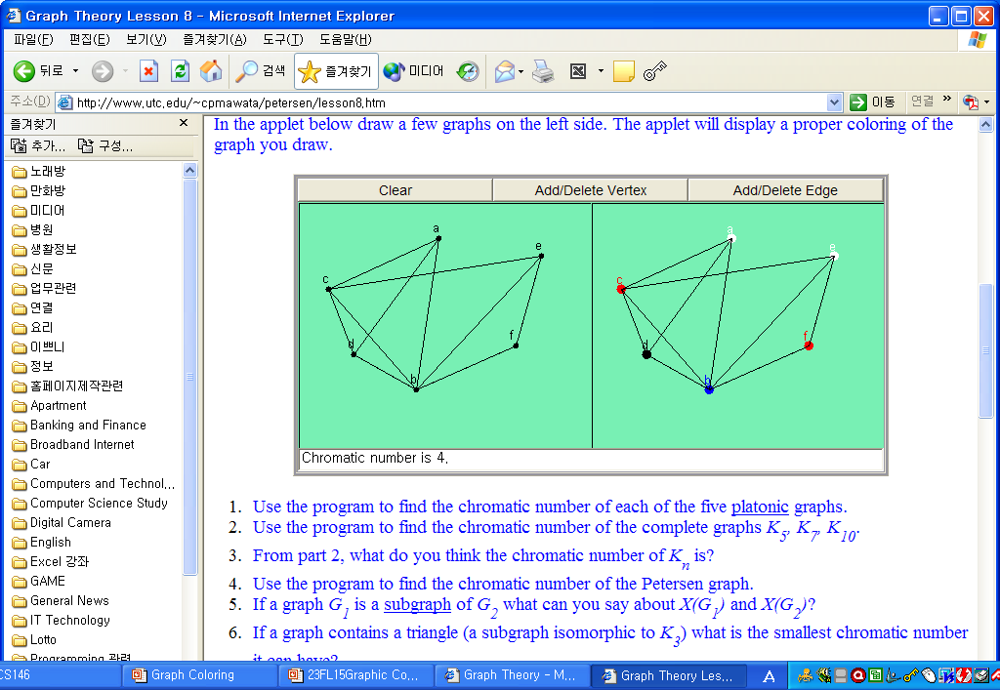 Graph Theory Lesson 8 - Microsoft Internet Explorer
파일(F) 편집(E) 보기(V) 즐겨찾기(A) 도구(T) 도움말(H)
뒤로 검색 즐겨찾기 미디어
주소(D) http://www.utc.edu/~cpmawata/petersen/lesson8.htm 이동 연결 »
즐겨찾기
추가... 구성...
노래방
만화방
미디어
병원
생활정보
신문
업무관련
연결
요리
이쁘니
정보
홈페이지제작관련
Apartment
Banking and Finance
Broadband Internet
Car
Computers and Technol...
Computer Science Study
Digital Camera
English
Excel 강좌
GAME
General News
IT Technology
Lotto
Programming 관련
In the applet below draw a few graphs on the left side. The applet will display a proper coloring of the
graph you draw.
Clear Add/Delete Vertex Add/Delete Edge
a
e
c
f
d
b
a
e
c
f
d
b
Chromatic number is 4.
1. Use the program to find the chromatic number of each of the five platonic graphs.
2. Use the program to find the chromatic number of the complete graphs K5, K7, K10.
3. From part 2, what do you think the chromatic number of Kn is?
4. Use the program to find the chromatic number of the Petersen graph.
5. If a graph G1 is a subgraph of G2 what can you say about X(G1) and X(G2)?
6. If a graph contains a triangle (a subgraph isomorphic to K3) what is the smallest chromatic number
it can have?
CS146 Graph Coloring 23FL15Graphic Co... Graph Theory - M... Graph Theory Les... A